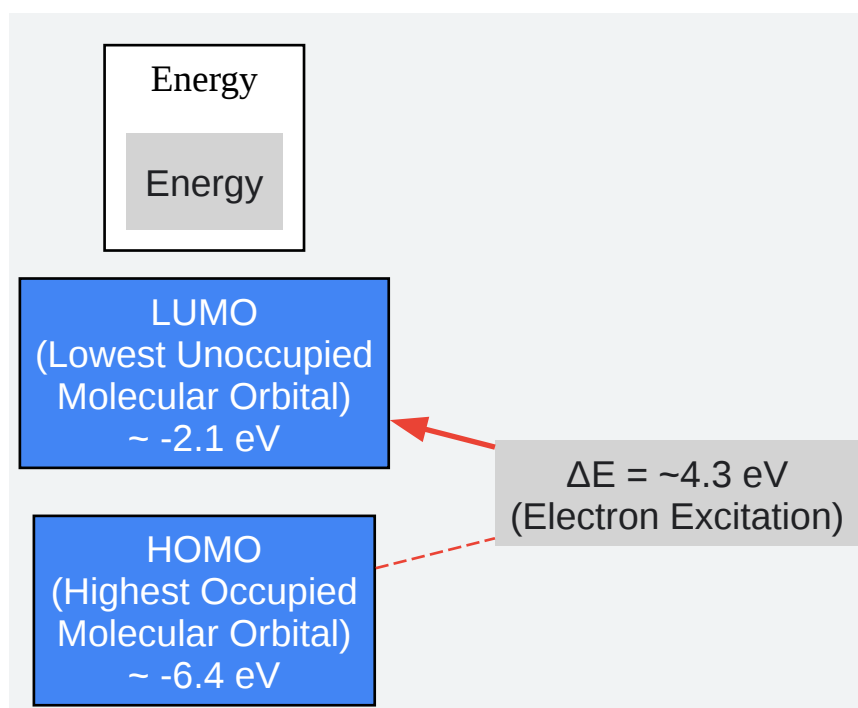 Energy
Energy
LUMO
(Lowest Unoccupied
Molecular Orbital)
~ -2.1 eV
ΔE = ~4.3 eV
(Electron Excitation)
HOMO
(Highest Occupied
Molecular Orbital)
~ -6.4 eV